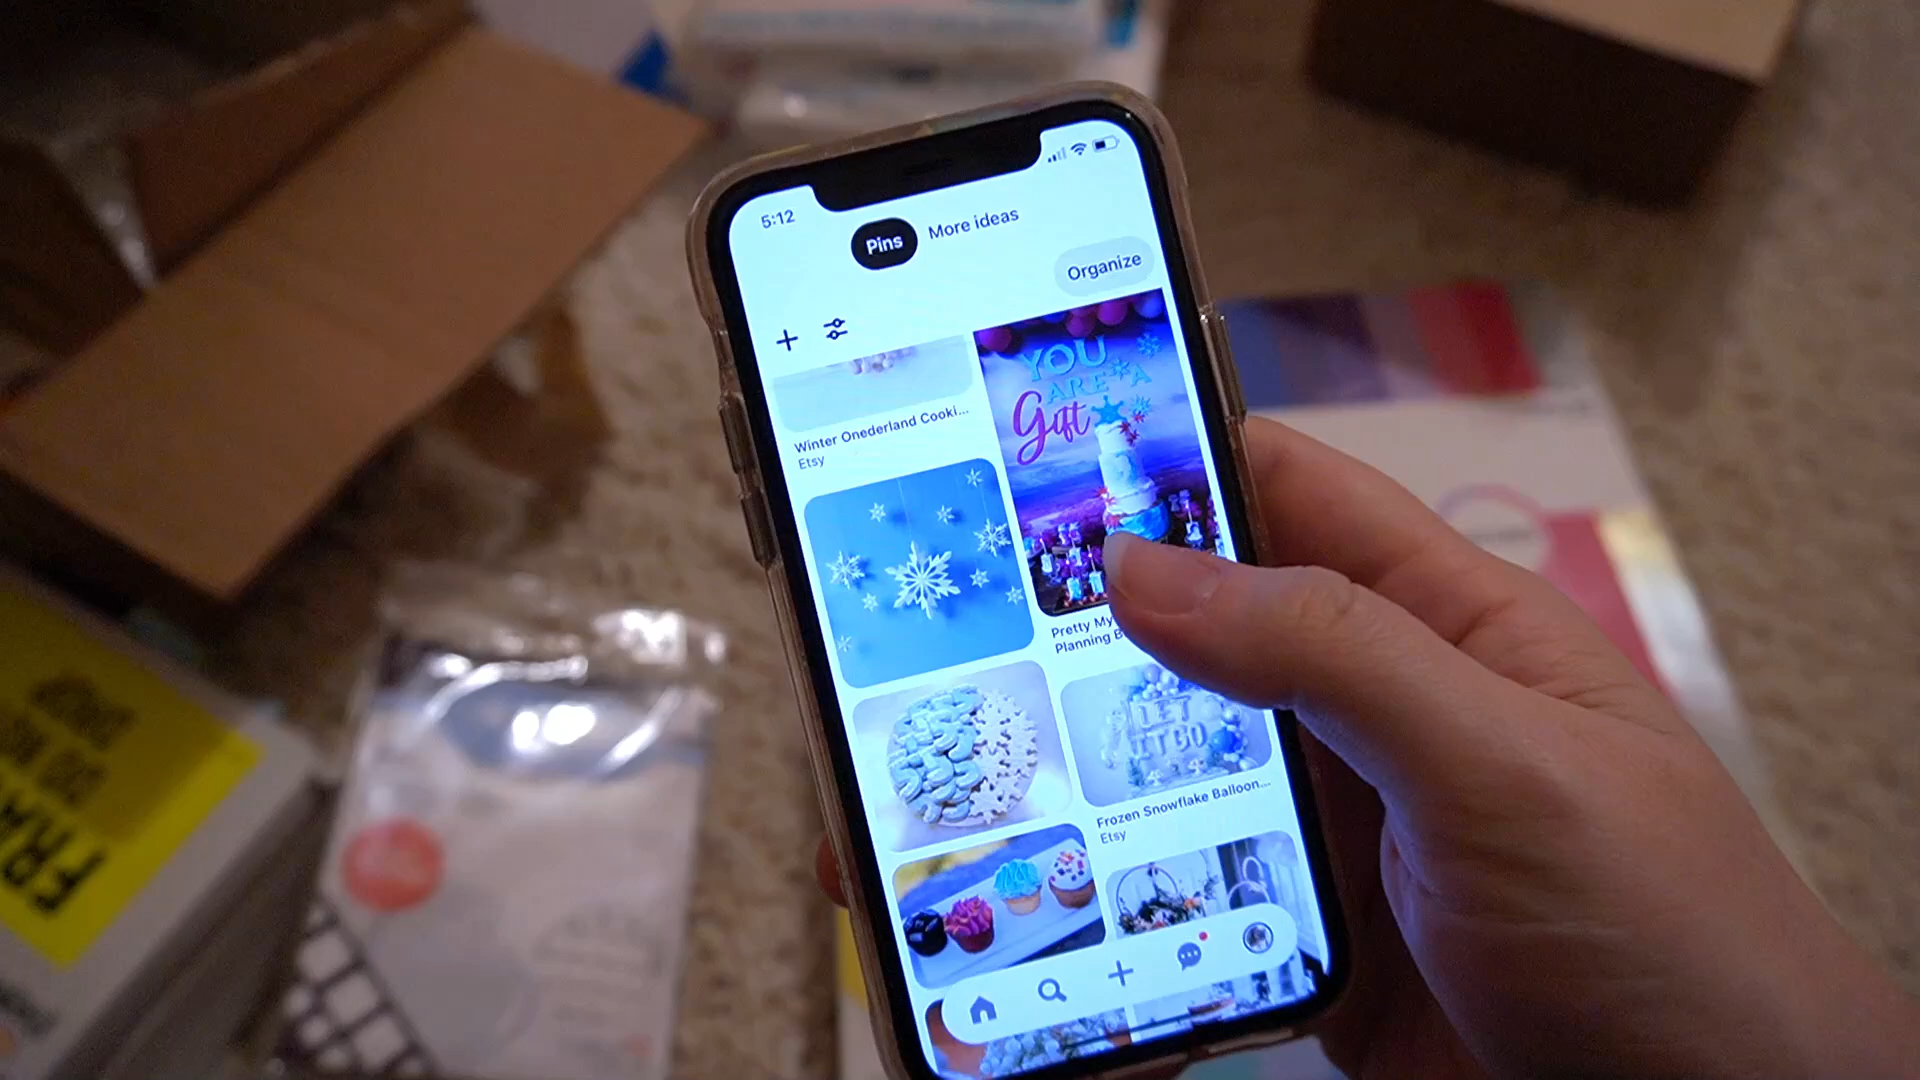 5:12
Pins
More ideas
Organize
YOU
ARE A
Gift
Winter Onederland Cooki...
Etsy
Pretty My
Planning B
LET
IT GO
Frozen Snowflake Balloon...
Etsy